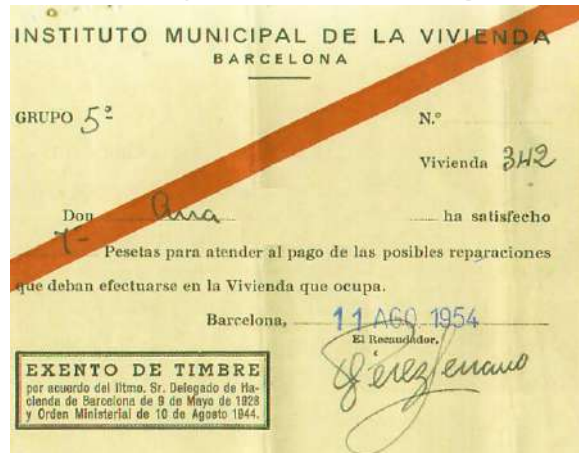 INSTITUTO MUNICIPAL DE LA VIVIENDA
BARCELONA
GRUPO 5º
N.º
Vivienda 342
Don Ana ha satisfecho
7- Pesetas para atender al pago de las posibles reparaciones
que deban efectuarse en la Vivienda que ocupa.
Barcelona, 11 AGO 1954
El Recaudador,
Perez Serrano
EXENTO DE TIMBRE
por acuerdo del Iltmo. Sr. Delegado de Ha-
cienda de Barcelona de 9 de Mayo de 1928
y Orden Ministerial de 10 de Agosto 1944.